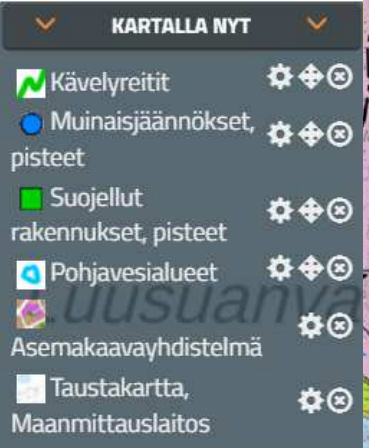 KARTALLA NYT
Kävelyreitit
Muinaisjäännökset,
pisteet
Suojellut
rakennukset, pisteet
Pohjavesialueet
Asemakaavayhdistelmä
Taustakartta,
Maanmittauslaitos